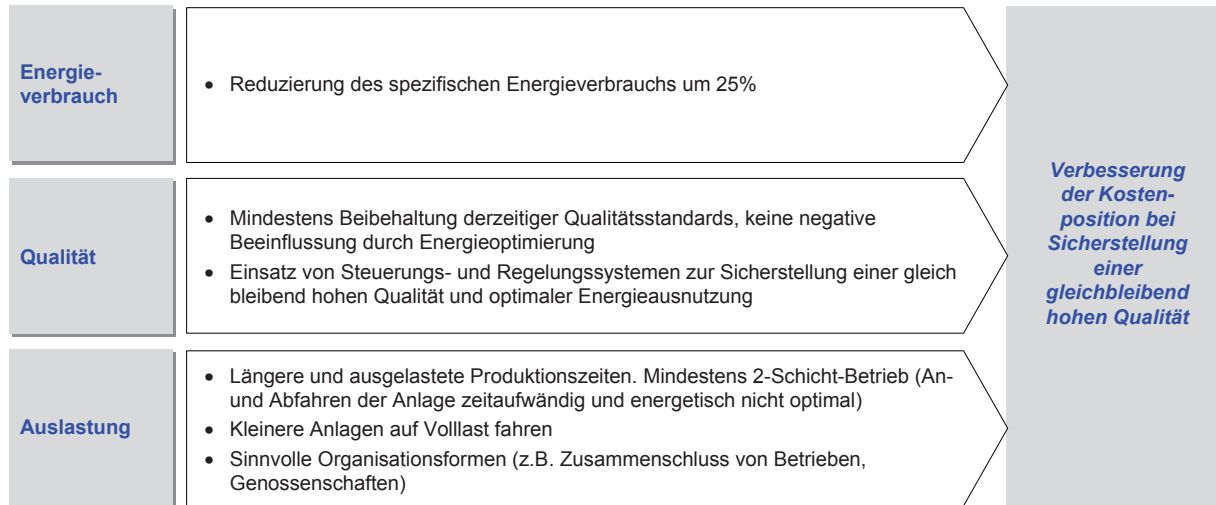 Energie-
verbrauch
• Reduzierung des spezifischen Energieverbrauchs um 25%
Qualität
• Mindestens Beibehaltung derzeitiger Qualitätsstandards, keine negative
Beeinflussung durch Energieoptimierung
• Einsatz von Steuerungs- und Regelungssystemen zur Sicherstellung einer gleich
bleibend hohen Qualität und optimaler Energieausnutzung
Auslastung
• Längere und ausgelastete Produktionszeiten. Mindestens 2-Schicht-Betrieb (An-
und Abfahren der Anlage zeitaufwändig und energetisch nicht optimal)
• Kleinere Anlagen auf Volllast fahren
• Sinnvolle Organisationsformen (z.B. Zusammenschluss von Betrieben,
Genossenschaften)
Verbesserung
der Kosten-
position bei
Sicherstellung
einer
gleichbleibend
hohen Qualität